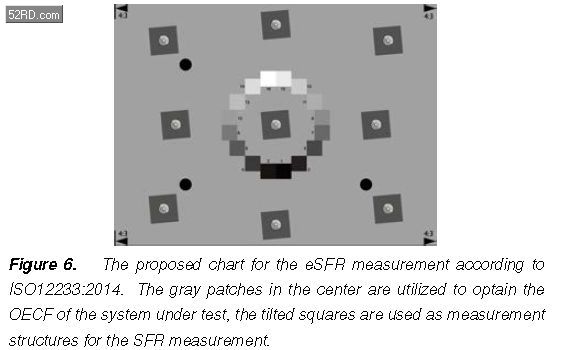 52RD.com
4:3
4:3
4:3
4:3
Figure 6. The proposed chart for the eSFR measurement according to
ISO12233:2014. The gray patches in the center are utilized to optain the
OECF of the system under test, the tilted squares are used as measurement
structures for the SFR measurement.